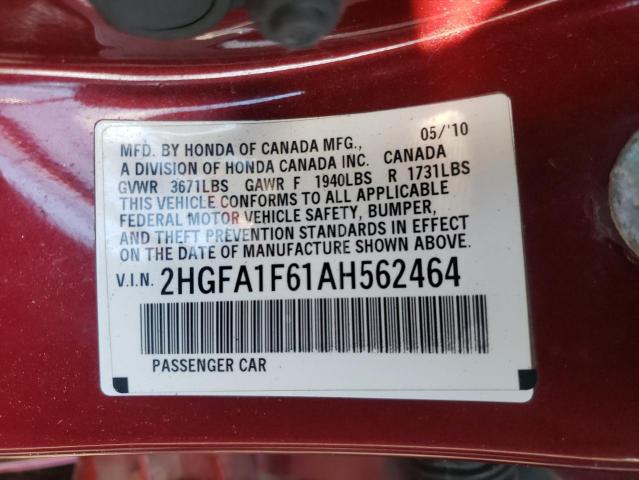 05/'10
MFD. BY HONDA OF CANADA MFG.,
A DIVISION OF HONDA CANADA INC. CANADA
GVWR 3671LBS GAWR F 1940LBS R 1731LBS
THIS VEHICLE CONFORMS TO ALL APPLICABLE
FEDERAL MOTOR VEHICLE SAFETY, BUMPER,
AND THEFT PREVENTION STANDARDS IN EFFECT
ON THE DATE OF MANUFACTURE SHOWN ABOVE.
V.I.N. 2HGFA1F61AH562464
PASSENGER CAR